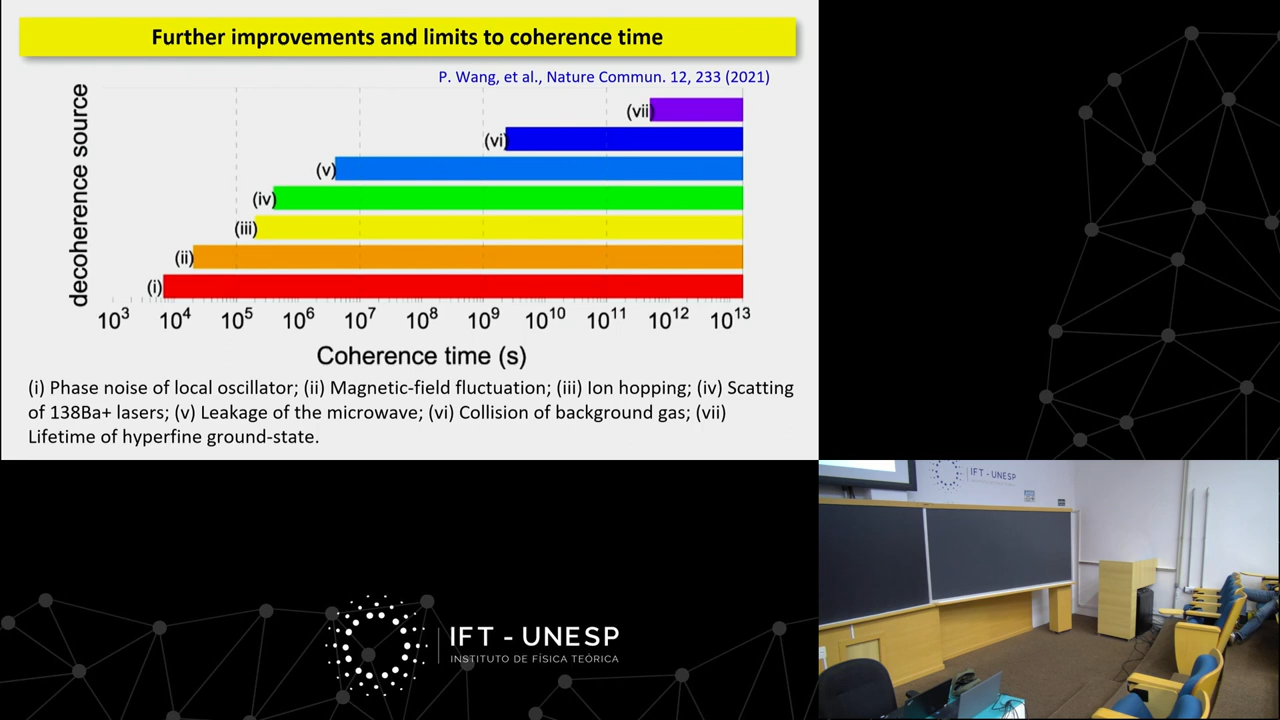 Further improvements and limits to coherence time
P. Wang, et al., Nature Commun. 12, 233 (2021)
decoherence source
(vii)
(vi)
(v)
(iv)
(iii)
(ii)
(i)
10³ 10⁴ 10⁵ 10⁶ 10⁷ 10⁸ 10⁹ 10¹⁰ 10¹¹ 10¹² 10¹³
Coherence time (s)
(i) Phase noise of local oscillator; (ii) Magnetic-field fluctuation; (iii) Ion hopping; (iv) Scatting
of 138Ba+ lasers; (v) Leakage of the microwave; (vi) Collision of background gas; (vii)
Lifetime of hyperfine ground-state.
IFT - UNESP
IFT - UNESP
INSTITUTO DE FÍSICA TEÓRICA